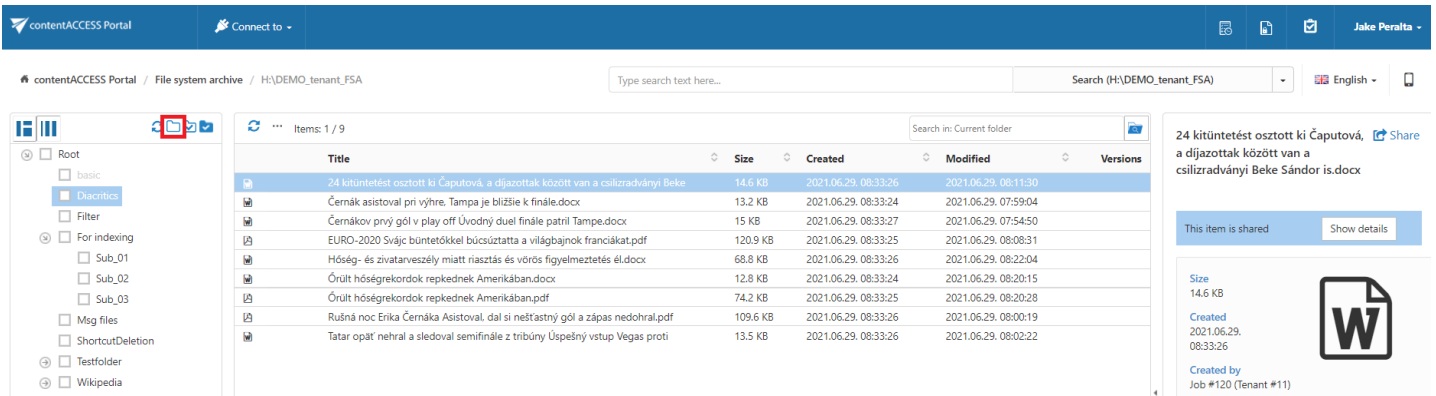 contentACCESS Portal
Connect to
Jake Peralta
contentACCESS Portal / File system archive / H:\DEMO_tenant_FSA
Type search text here...
Search (H:\DEMO_tenant_FSA)
English
Root
basic
Diacritics
Filter
For indexing
Sub_01
Sub_02
Sub_03
Msg files
ShortcutDeletion
Testfolder
Wikipedia
Items: 1 / 9
Search in: Current folder
Title Size Created Modified Versions
24 kitüntetést osztott ki Čaputová, a díjazottak között van a csilizradványi Beke 14.6 KB 2021.06.29. 08:33:26 2021.06.29. 08:11:30
Černák asistoval pri výhre, Tampa je bližšie k finále.docx 13.2 KB 2021.06.29. 08:33:24 2021.06.29. 07:59:04
Černákov prvý gól v play off Úvodný duel finále patril Tampe.docx 15 KB 2021.06.29. 08:33:27 2021.06.29. 07:54:50
EURO-2020 Svájc büntetőkkel búcsúztatta a világbajnok franciákat.pdf 120.9 KB 2021.06.29. 08:33:25 2021.06.29. 08:08:31
Hőség- és zivatarveszély miatt riasztás és vörös figyelmeztetés él.docx 68.8 KB 2021.06.29. 08:33:26 2021.06.29. 08:22:04
Őrült hőségrekordok repkednek Amerikában.docx 12.8 KB 2021.06.29. 08:33:24 2021.06.29. 08:20:15
Őrült hőségrekordok repkednek Amerikában.pdf 74.2 KB 2021.06.29. 08:33:25 2021.06.29. 08:20:28
Rušná noc Erika Černáka Asistoval, dal si nešťastný gól a zápas nedohral.pdf 109.6 KB 2021.06.29. 08:33:26 2021.06.29. 08:00:19
Tatar opäť nehral a sledoval semifinále z tribúny Úspešný vstup Vegas proti 13.5 KB 2021.06.29. 08:33:26 2021.06.29. 08:02:22
24 kitüntetést osztott ki Čaputová, Share
a díjazottak között van a
csilizradványi Beke Sándor is.docx
This item is shared Show details
Size
14.6 KB
Created
2021.06.29.
08:33:26
Created by
Job #120 (Tenant #11)
W